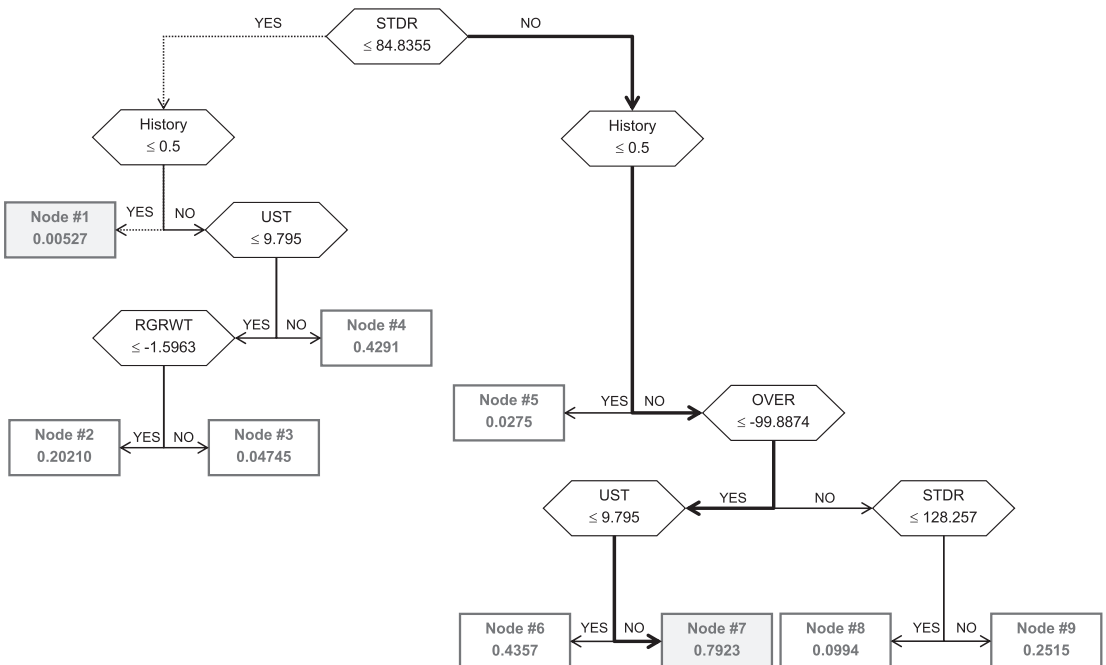 YES
STDR
≤ 84.8355
NO
History
≤ 0.5
History
≤ 0.5
Node #1
0.00527
YES
NO
UST
≤ 9.795
RGRWT
≤ -1.5963
YES
NO
Node #4
0.4291
Node #5
0.0275
YES
NO
OVER
≤ -99.8874
Node #2
0.20210
YES
NO
Node #3
0.04745
UST
≤ 9.795
YES
NO
STDR
≤ 128.257
Node #6
0.4357
YES
NO
Node #7
0.7923
Node #8
0.0994
YES
NO
Node #9
0.2515